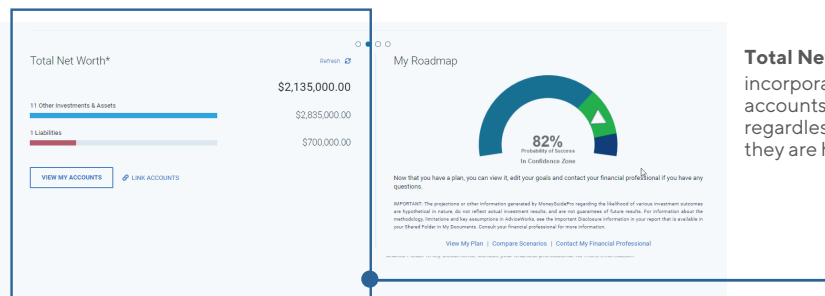 Total Net Worth*
Refresh
$2,135,000.00
11 Other Investments & Assets
$2,835,000.00
1 Liabilities
$700,000.00
VIEW MY ACCOUNTS
LINK ACCOUNTS
My Roadmap
82%
Probability of Success
In Confidence Zone
Now that you have a plan, you can view it, edit your goals and contact your financial professional if you have any
questions.
IMPORTANT: The projections or other information generated by MoneyGuidePro regarding the likelihood of various investment outcomes
are hypothetical in nature, do not reflect actual investment results, and are not guarantees of future results. For information about the
methodology, limitations and key assumptions in AdviceWorks, see the Important Disclosure information in your report that is available in
your Shared Folder in My Documents. Consult your financial professional for more information.
View My Plan | Compare Scenarios | Contact My Financial Professional
Total Ne
incorpora
accounts
regardles
they are h